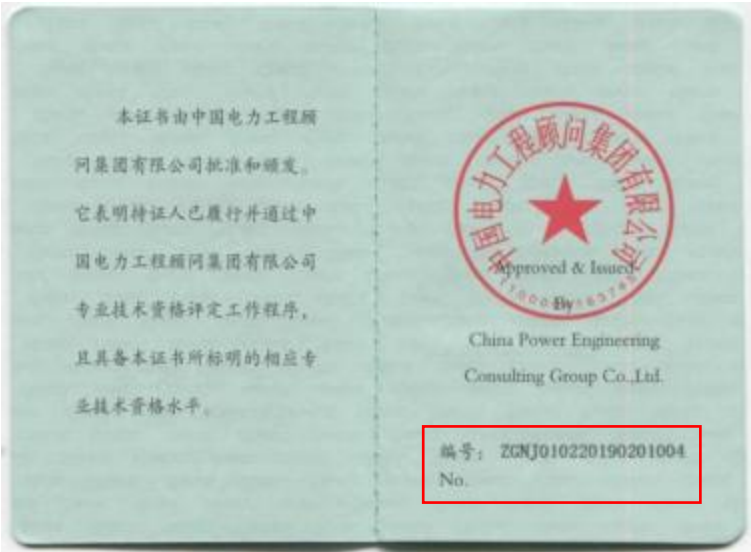 本证书由中国电力工程顾
问集团有限公司批准和颁发。
它表明持证人已履行并通过中
国电力工程顾问集团有限公司
专业技术资格评定工作程序，
且具备本证书所标明的相应专
业技术资格水平。
中国电力工程顾问集团有限公司
Approved & Issued
By
China Power Engineering
Consulting Group Co.,Ltd.
编号： ZGNJ010220190201004
No.